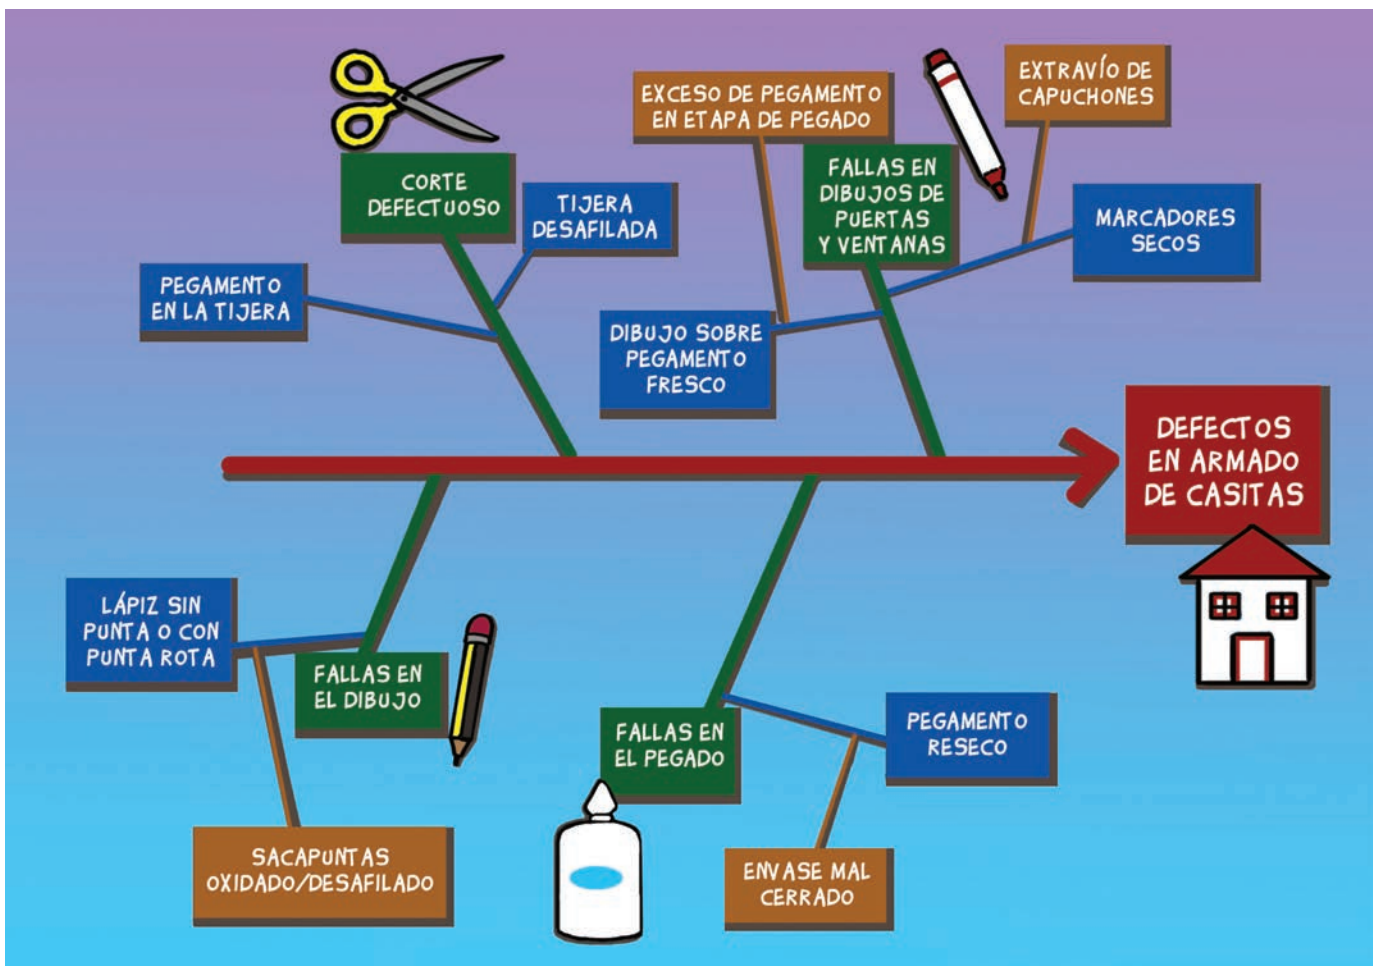 EXTRAVÍO DE
CAPUCHONES
EXCESO DE PEGAMENTO
EN ETAPA DE PEGADO
CORTE
DEFECTUOSO
FALLAS EN
DIBUJOS DE
PUERTAS
Y VENTANAS
TIJERA
DESAFILADA
MARCADORES
SECOS
PEGAMENTO
EN LA TIJERA
DIBUJO SOBRE
PEGAMENTO
FRESCO
DEFECTOS
EN ARMADO
DE CASITAS
LÁPIZ SIN
PUNTA O CON
PUNTA ROTA
FALLAS EN
EL DIBUJO
FALLAS EN
EL PEGADO
PEGAMENTO
RESECO
SACAPUNTAS
OXIDADO/DESAFILADO
ENVASE MAL
CERRADO